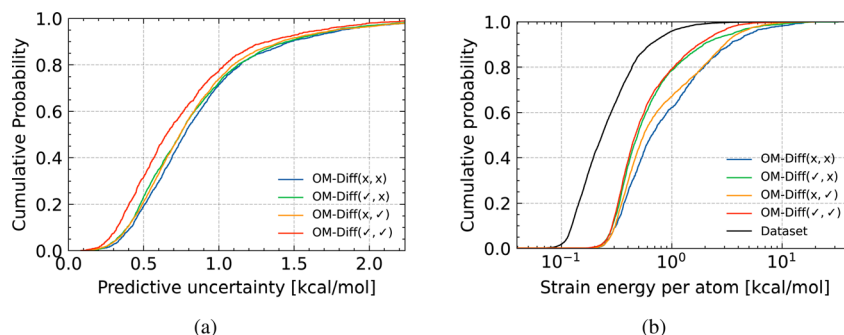 1.0
0.8
0.6
0.4
0.2
0.0
Cumulative Probability
OM-Diff(x, x)
OM-Diff(✓, x)
OM-Diff(x, ✓)
OM-Diff(✓, ✓)
0.0 0.5 1.0 1.5 2.0
Predictive uncertainty [kcal/mol]
(a)
1.0
0.8
0.6
0.4
0.2
0.0
Cumulative Probability
OM-Diff(x, x)
OM-Diff(✓, x)
OM-Diff(x, ✓)
OM-Diff(✓, ✓)
Dataset
10⁻¹ 10⁰ 10¹
Strain energy per atom [kcal/mol]
(b)